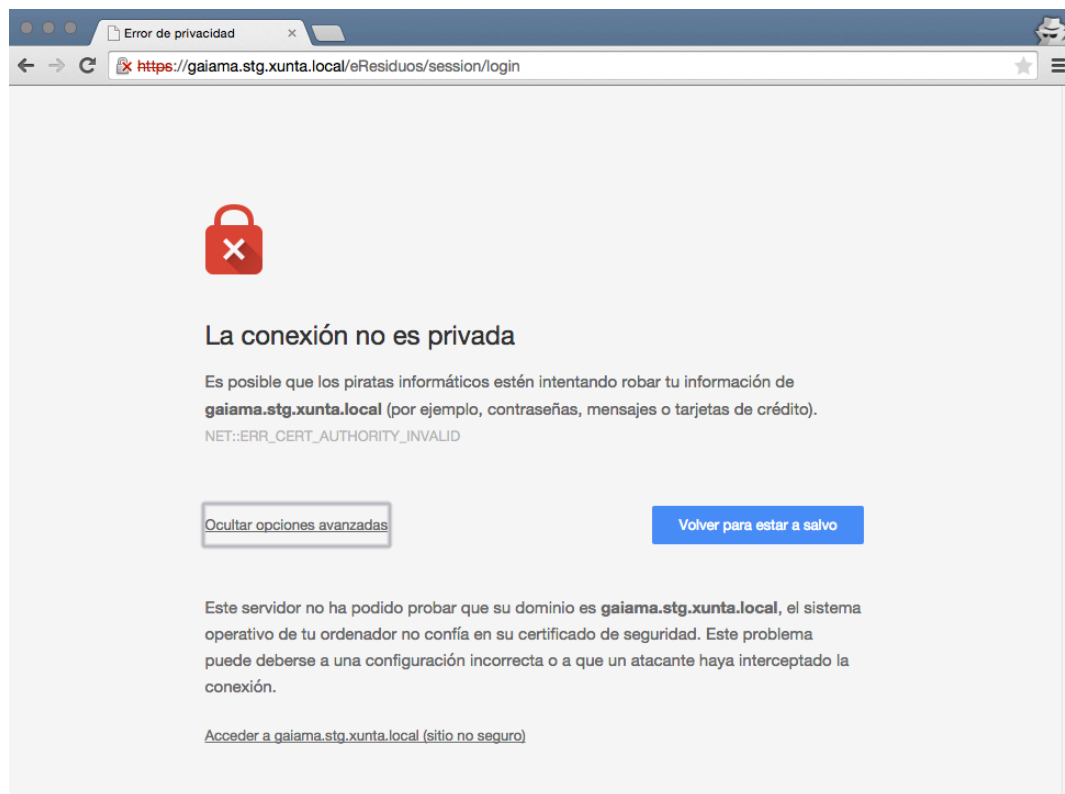 Error de privacidad
https://gaiama.stg.xunta.local/eResiduos/session/login
La conexión no es privada
Es posible que los piratas informáticos estén intentando robar tu información de
gaiama.stg.xunta.local (por ejemplo, contraseñas, mensajes o tarjetas de crédito).
NET::ERR_CERT_AUTHORITY_INVALID
Ocultar opciones avanzadas
Volver para estar a salvo
Este servidor no ha podido probar que su dominio es gaiama.stg.xunta.local, el sistema
operativo de tu ordenador no confía en su certificado de seguridad. Este problema
puede deberse a una configuración incorrecta o a que un atacante haya interceptado la
conexión.
Acceder a gaiama.stg.xunta.local (sitio no seguro)